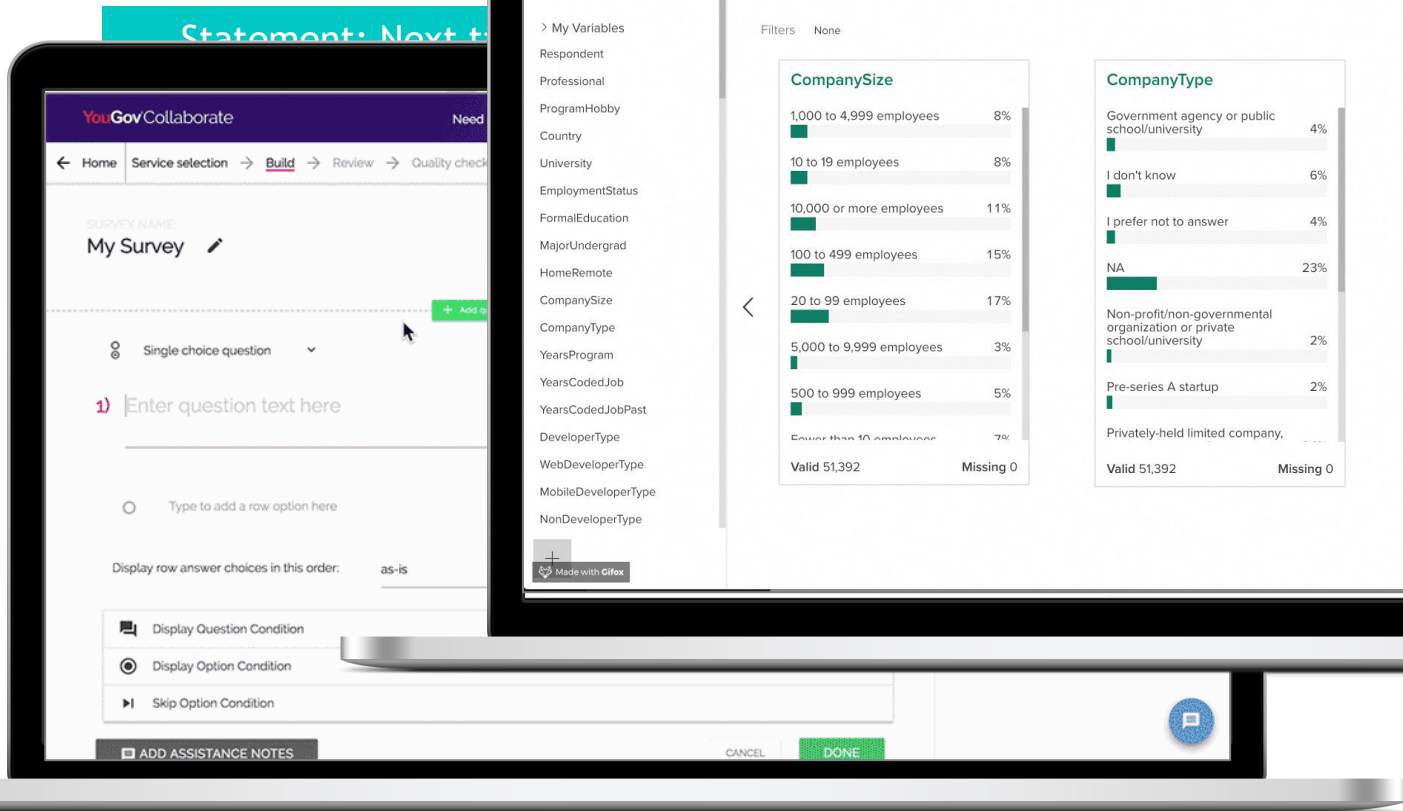 Statement: Next
YouGov Collaborate
Need
Home Service selection Build Review Quality check
SURVEY NAME
My Survey
+ Add
Single choice question
1) Enter question text here
Type to add a row option here
Display row answer choices in this order: as-is
Display Question Condition
Display Option Condition
Skip Option Condition
ADD ASSISTANCE NOTES
CANCEL
DONE
> My Variables
Respondent
Professional
ProgramHobby
Country
University
EmploymentStatus
FormalEducation
MajorUndergrad
HomeRemote
CompanySize
CompanyType
YearsProgram
YearsCodedJob
YearsCodedJobPast
DeveloperType
WebDeveloperType
MobileDeveloperType
NonDeveloperType
+
Made with Gifox
Filters None
CompanySize
1,000 to 4,999 employees 8%
10 to 19 employees 8%
10,000 or more employees 11%
100 to 499 employees 15%
20 to 99 employees 17%
5,000 to 9,999 employees 3%
500 to 999 employees 5%
Fewer than 10 employees 7%
Valid 51,392 Missing 0
CompanyType
Government agency or public
school/university 4%
I don't know 6%
I prefer not to answer 4%
NA 23%
Non-profit/non-governmental
organization or private
school/university 2%
Pre-series A startup 2%
Privately-held limited company,
Valid 51,392 Missing 0